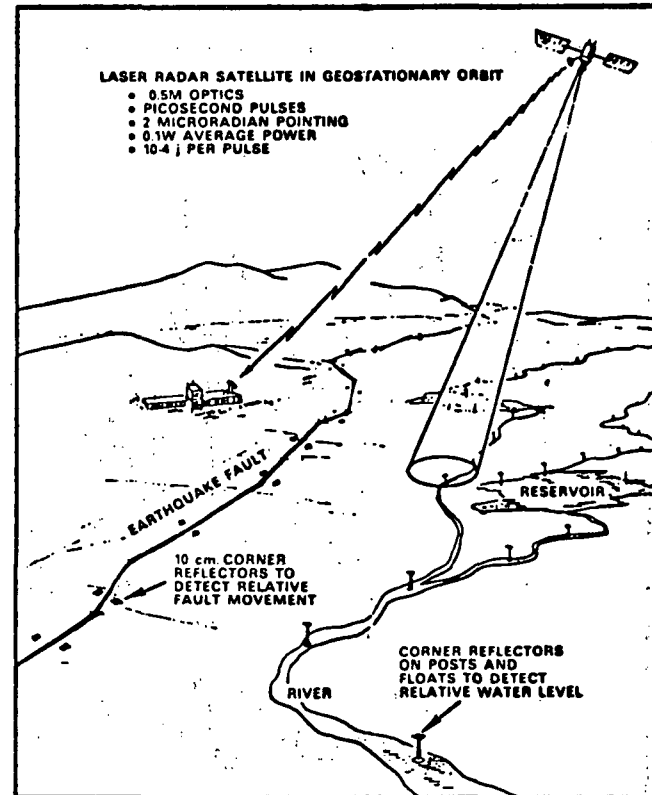 LASER RADAR SATELLITE IN GEOSTATIONARY ORBIT
• 0.5M OPTICS
• PICOSECOND PULSES
• 2 MICRORADIAN POINTING
• 0.1W AVERAGE POWER
• 10-4 j PER PULSE
EARTHQUAKE FAULT
RESERVOIR
10 cm. CORNER
REFLECTORS TO
DETECT RELATIVE
FAULT MOVEMENT
CORNER REFLECTORS
ON POSTS AND
FLOATS TO DETECT
RELATIVE WATER LEVEL
RIVER